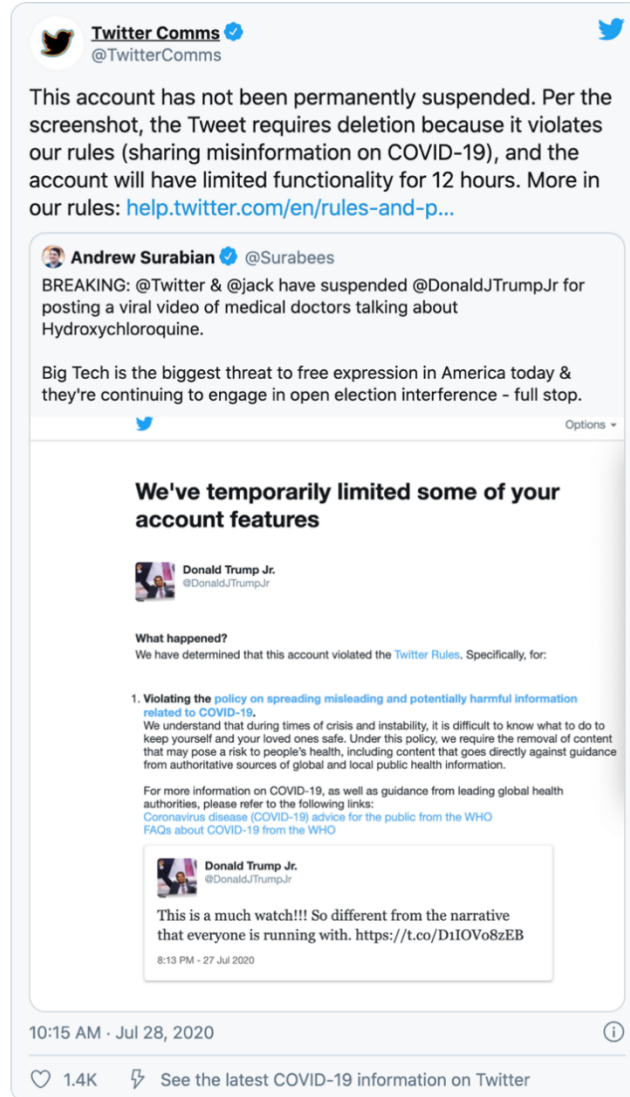 Twitter Comms
@TwitterComms
This account has not been permanently suspended. Per the
screenshot, the Tweet requires deletion because it violates
our rules (sharing misinformation on COVID-19), and the
account will have limited functionality for 12 hours. More in
our rules: help.twitter.com/en/rules-and-p...
Andrew Surabian @Surabees
BREAKING: @Twitter & @jack have suspended @DonaldJTrumpJr for
posting a viral video of medical doctors talking about
Hydroxychloroquine.
Big Tech is the biggest threat to free expression in America today &
they're continuing to engage in open election interference - full stop.
Options
We've temporarily limited some of your
account features
Donald Trump Jr.
@DonaldJTrumpJr
What happened?
We have determined that this account violated the Twitter Rules. Specifically, for:
1. Violating the policy on spreading misleading and potentially harmful information
related to COVID-19.
We understand that during times of crisis and instability, it is difficult to know what to do to
keep yourself and your loved ones safe. Under this policy, we require the removal of content
that may pose a risk to people's health, including content that goes directly against guidance
from authoritative sources of global and local public health information.
For more information on COVID-19, as well as guidance from leading global health
authorities, please refer to the following links:
Coronavirus disease (COVID-19) advice for the public from the WHO
FAQs about COVID-19 from the WHO
Donald Trump Jr.
@DonaldJTrumpJr
This is a much watch!!! So different from the narrative
that everyone is running with. https://t.co/D1IOVo8zEB
8:13 PM - 27 Jul 2020
10:15 AM · Jul 28, 2020
1.4K
See the latest COVID-19 information on Twitter